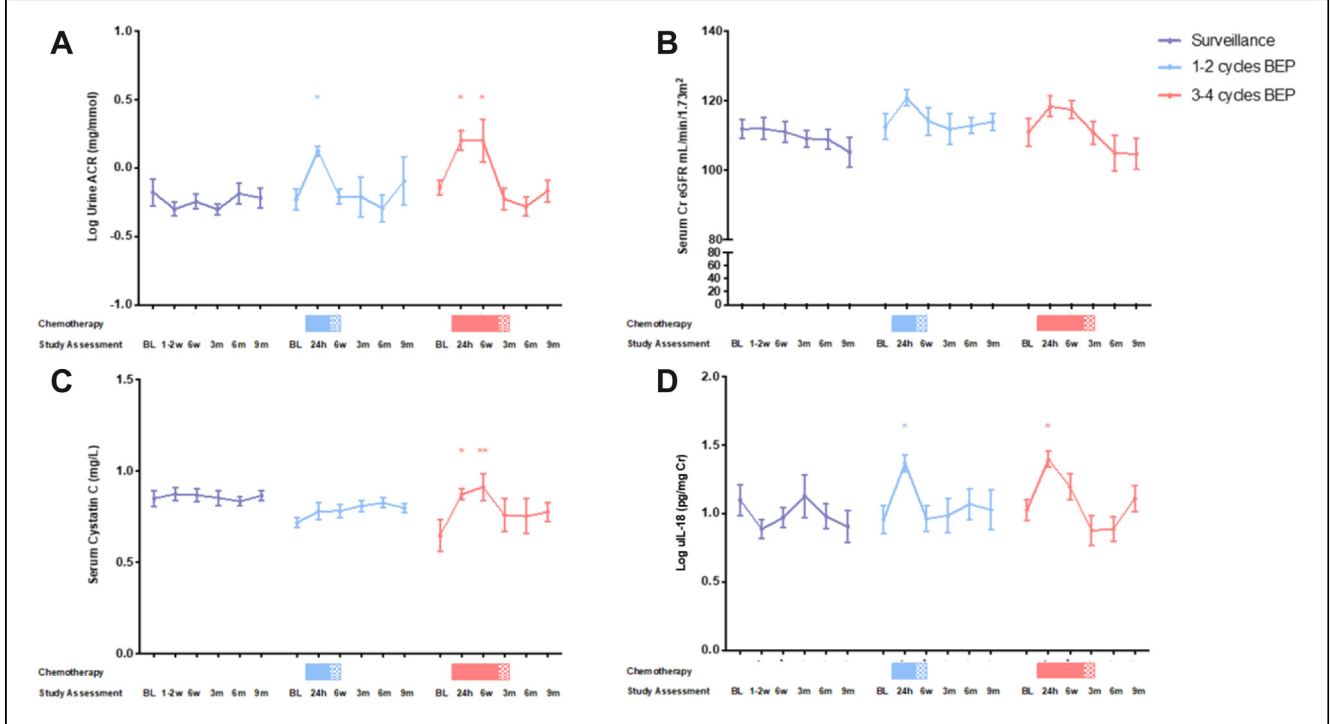 A
1.0
0.5
0.0
-0.5
-1.0
Log Urine ACR (mg/mmol)
*
* *
Chemotherapy
Study Assessment BL 1-2w 6w 3m 6m 9m BL 24h 6w 3m 6m 9m BL 24h 6w 3m 6m 9m
B
140
120
100
80
80
60
40
20
0
Serum Cr eGFR mL/min/1.73m²
Surveillance
1-2 cycles BEP
3-4 cycles BEP
Chemotherapy
Study Assessment BL 1-2w 6w 3m 6m 9m BL 24h 6w 3m 6m 9m BL 24h 6w 3m 6m 9m
C
1.5
1.0
0.5
0.0
Serum Cystatin C (mg/L)
* **
Chemotherapy
Study Assessment BL 1-2w 6w 3m 6m 9m BL 24h 6w 3m 6m 9m BL 24h 6w 3m 6m 9m
D
2.0
1.5
1.0
0.5
0.0
Log uIL-18 (pg/mg Cr)
* *
Chemotherapy
Study Assessment BL 1-2w 6w 3m 6m 9m BL 24h 6w 3m 6m 9m BL 24h 6w 3m 6m 9m